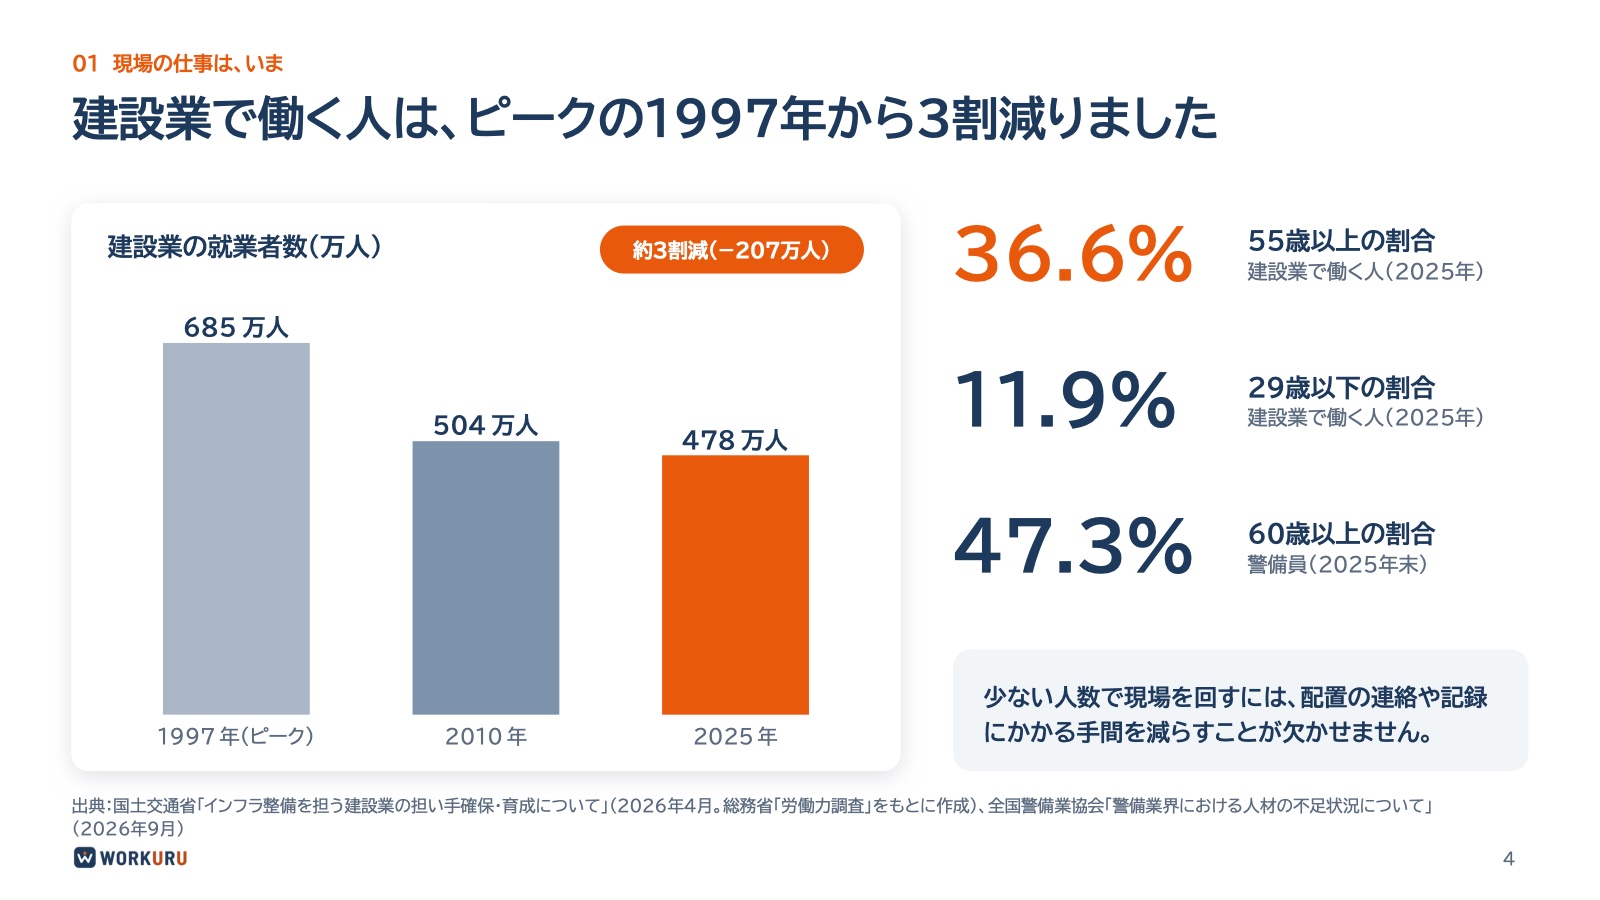 01 現場の仕事は、いま
建設業で働く人は、ピークの1997年から3割減りました
建設業の就業者数(万人)
約3割減(−207万人)
685 万人
504 万人
478 万人
1997 年(ピーク)
2010 年
2025 年
36.6%
55歳以上の割合
建設業で働く人(2025年)
11.9%
29歳以下の割合
建設業で働く人(2025年)
47.3%
60歳以上の割合
警備員(2025年末)
少ない人数で現場を回すには、配置の連絡や記録
にかかる手間を減らすことが欠かせません。
出典：国土交通省「インフラ整備を担う建設業の担い手確保・育成について」(2026年4月。総務省「労働力調査」をもとに作成)、全国警備業協会「警備業界における人材の不足状況について」
(2026年9月)
WORKURU
4